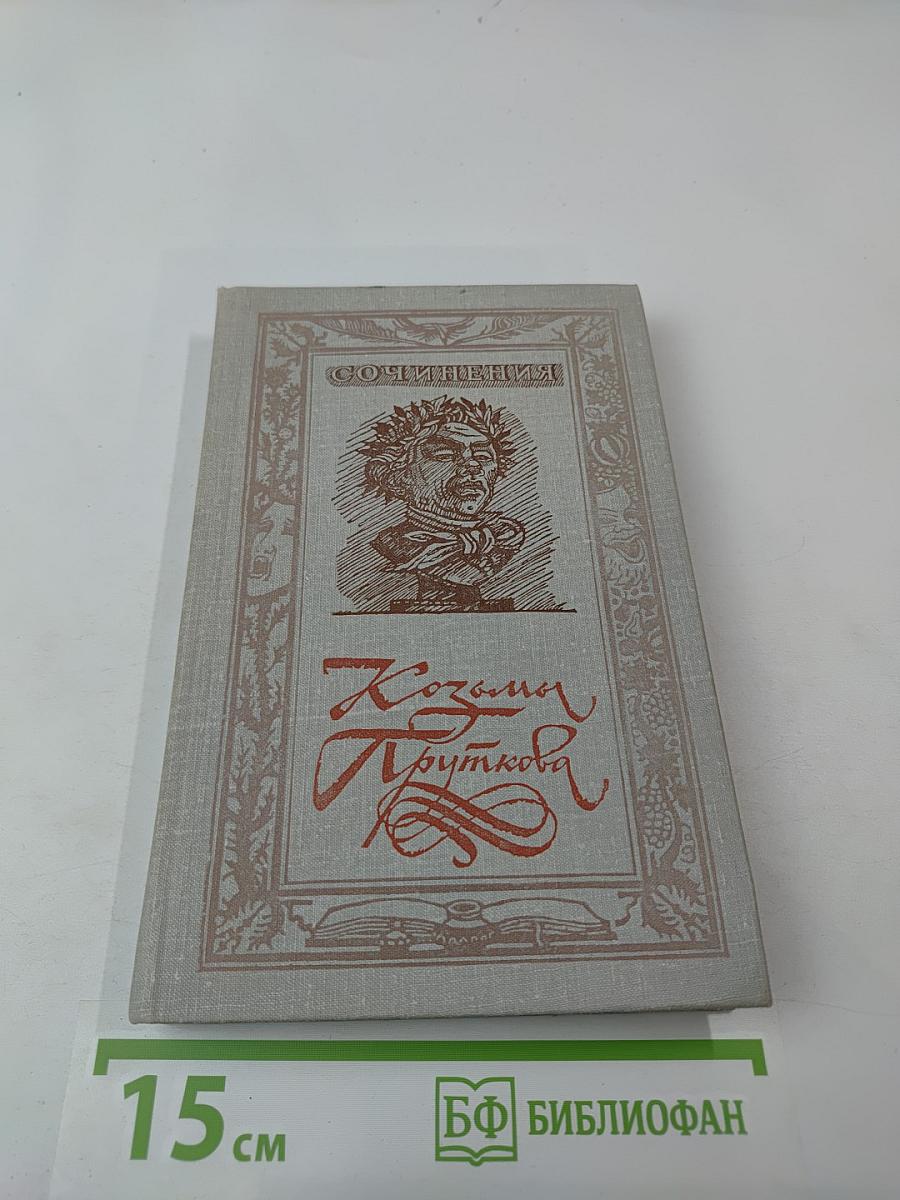 СОЧИНЕНИЯ
Козьмы
Пруткова
15 см
БФ БИБЛИОФАН